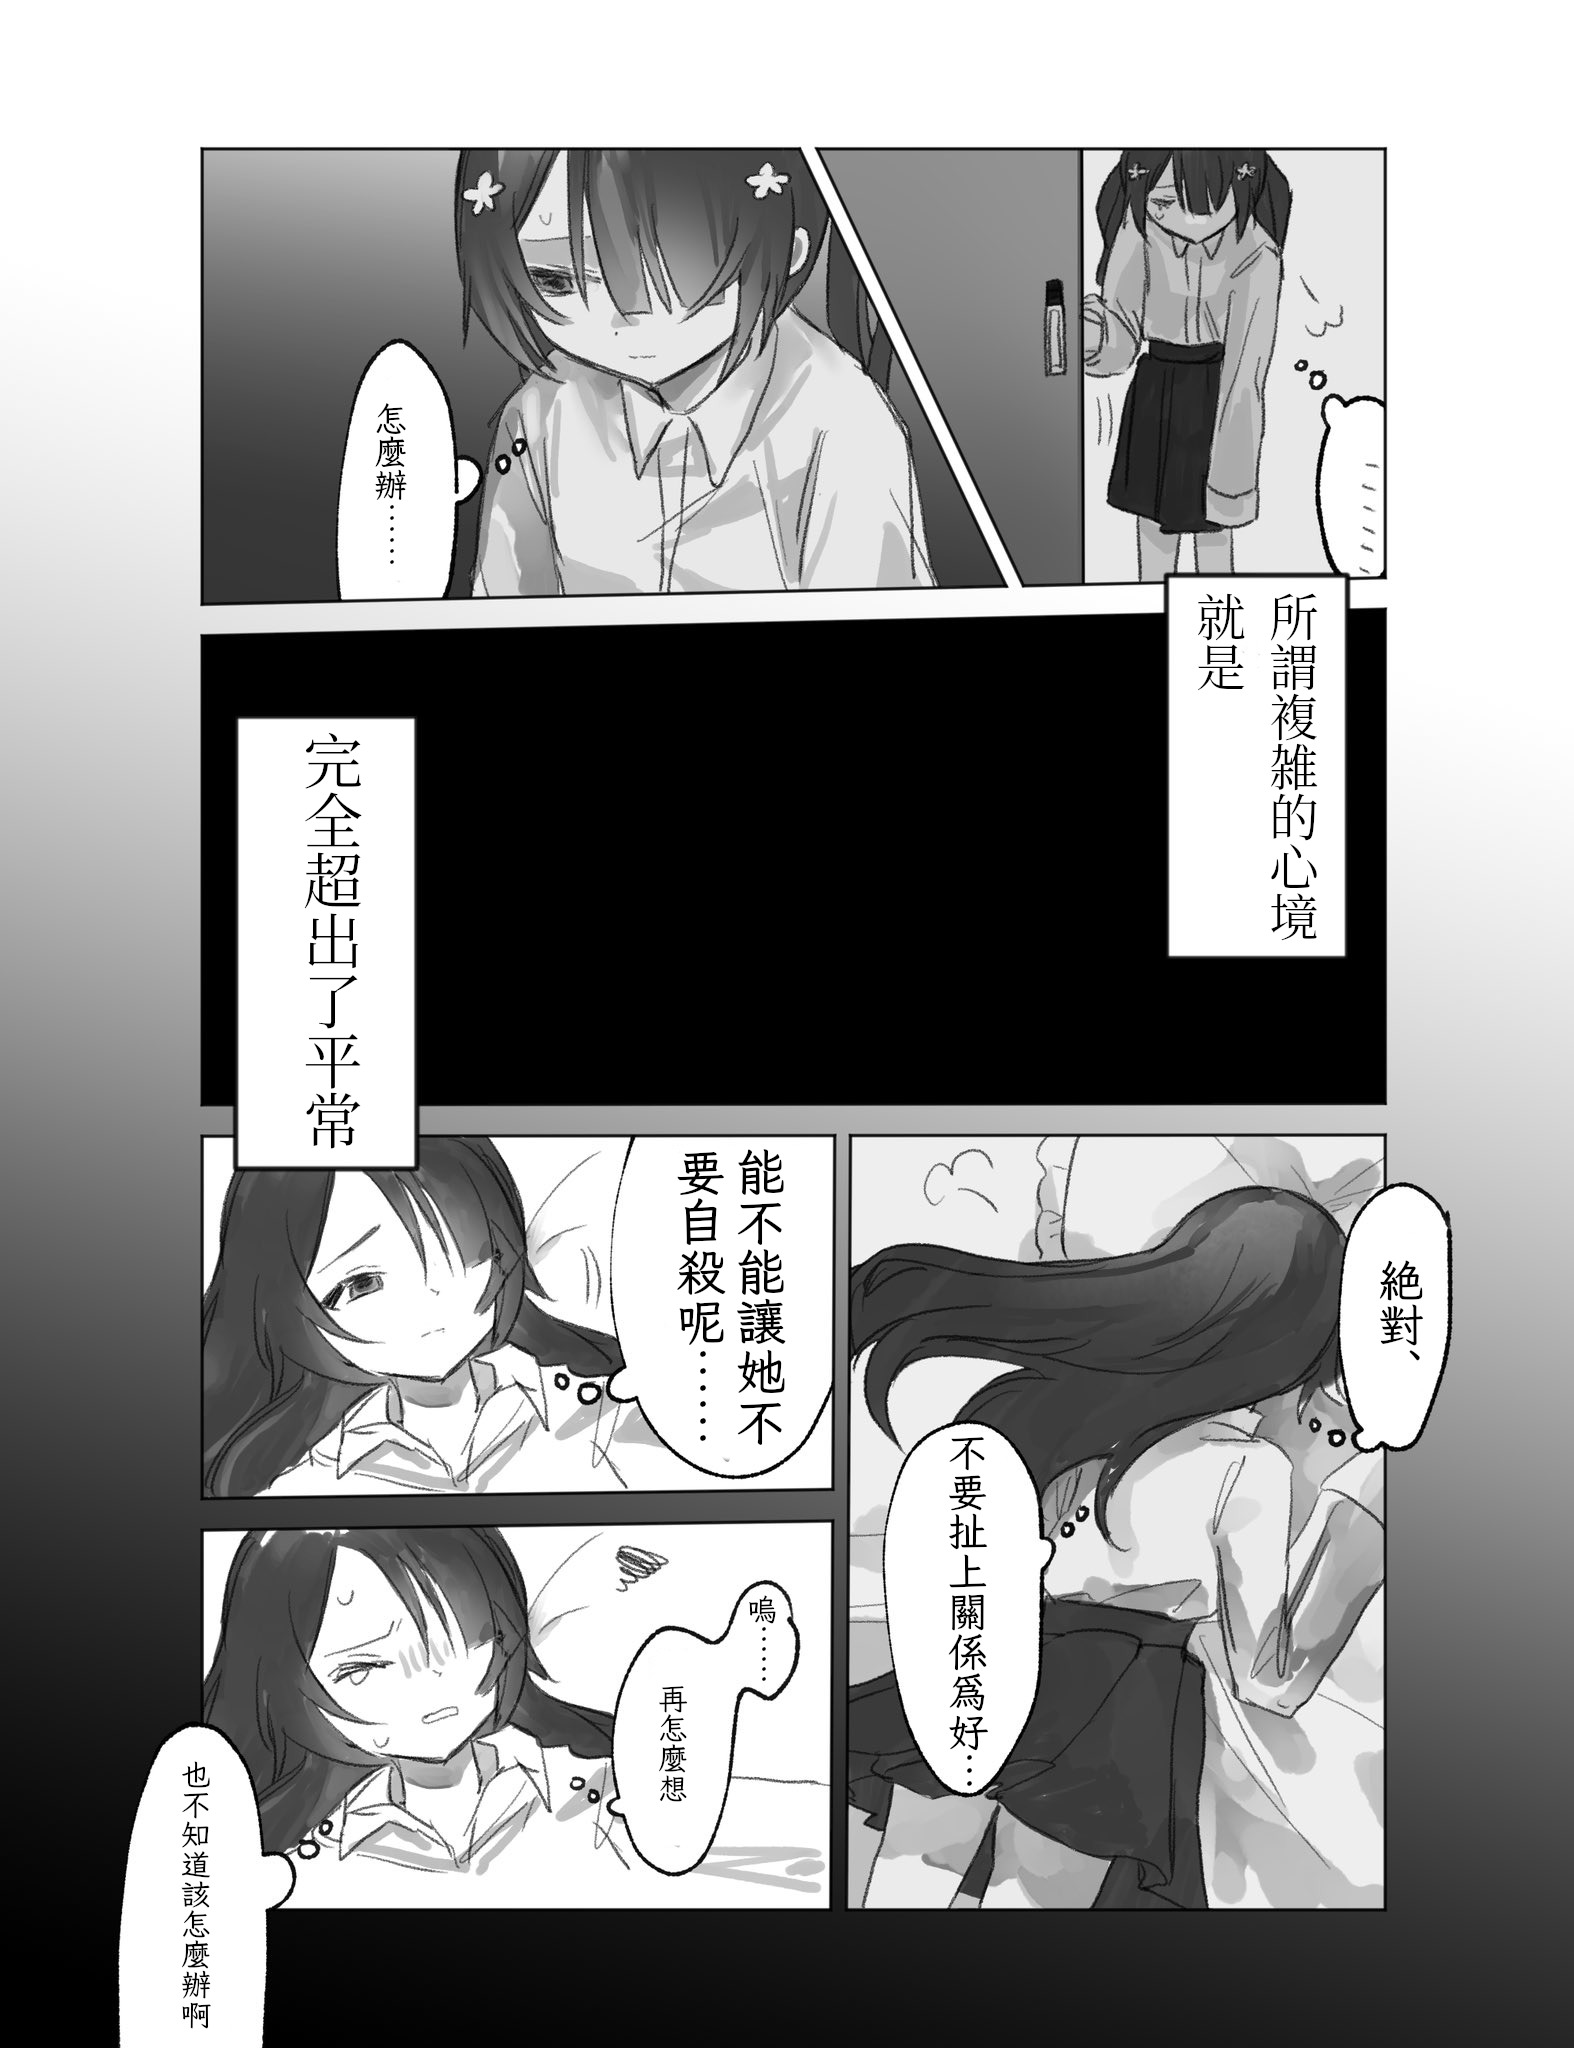 怎麼辦……
所謂複雜的心境
就是
完全超出了平常
絕對、
不要扯上關係爲好…
能不能讓她不
要自殺呢……
嗚……
再怎麼想
也不知道該怎麼辦啊